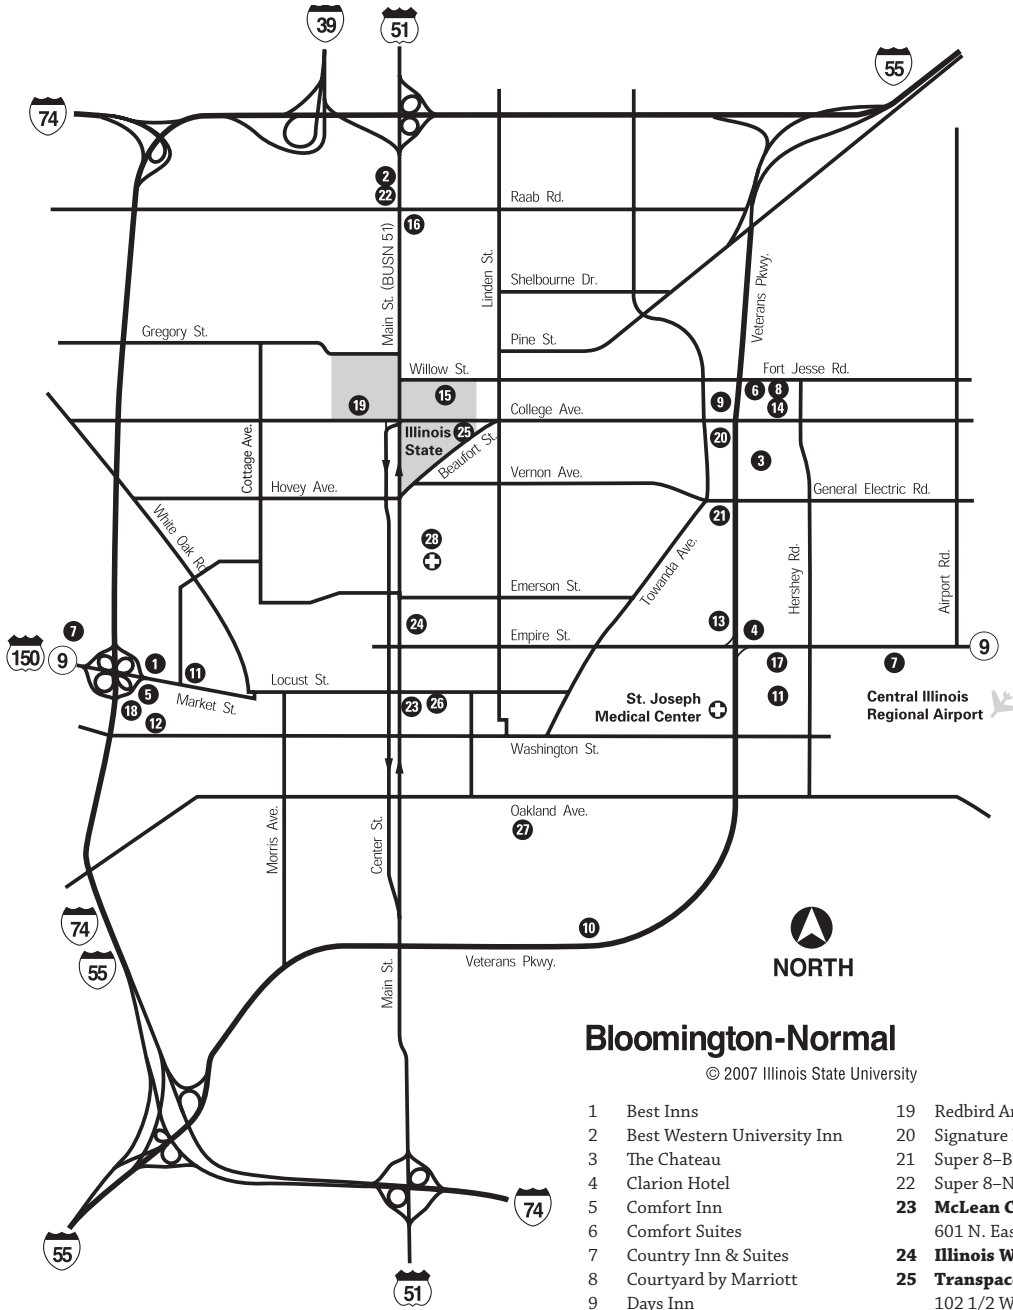 39
51
55
74
2
22
Raab Rd.
16
Main St. (BUSN 51)
Linden St.
Shelbourne Dr.
Veterans Pkwy.
Gregory St.
Pine St.
Willow St.
Fort Jesse Rd.
15
6
8
19
9
14
College Ave.
Illinois
State
25
20
Beaufort St.
Cottage Ave.
3
Vernon Ave.
Hovey Ave.
General Electric Rd.
White Oak Rd.
21
28
Towanda Ave.
Hershey Rd.
Airport Rd.
Emerson St.
24
13
4
Empire St.
7
150
9
1
11
5
18
12
Market St.
Locust St.
23
26
17
7
9
11
St. Joseph
Medical Center
Central Illinois
Regional Airport
Washington St.
Morris Ave.
Center St.
Oakland Ave.
27
10
74
55
Main St.
Veterans Pkwy.
NORTH
74
55
51
Bloomington-Normal
© 2007 Illinois State University
1 Best Inns
2 Best Western University Inn
3 The Chateau
4 Clarion Hotel
5 Comfort Inn
6 Comfort Suites
7 Country Inn & Suites
8 Courtyard by Marriott
9 Days Inn
19 Redbird
20 Signature
21 Super 8–B
22 Super 8–N
23 McLean
601 N.
24 Illinois
25
102 1/2 W